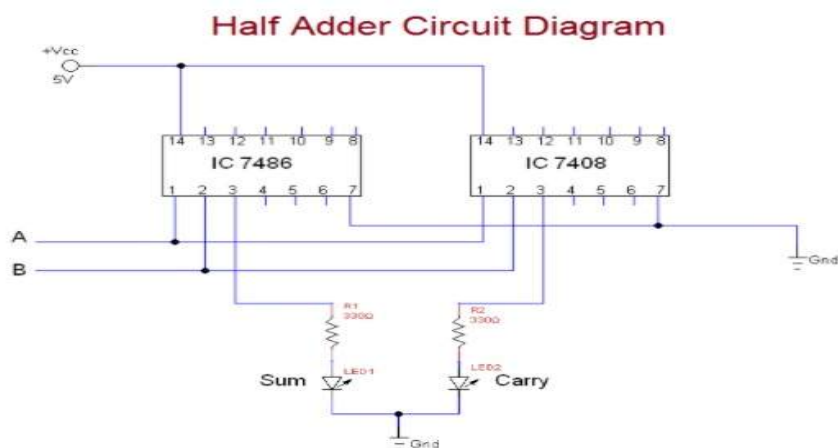 Half Adder Circuit Diagram
+Vcc
5V
14 13 12 11 10 9 8
IC 7486
1 2 3 4 5 6 7
14 13 12 11 10 9 8
IC 7408
1 2 3 4 5 6 7
A
B
Gnd
R1
330Ω
R2
330Ω
Sum
LED1
LED2
Carry
Gnd